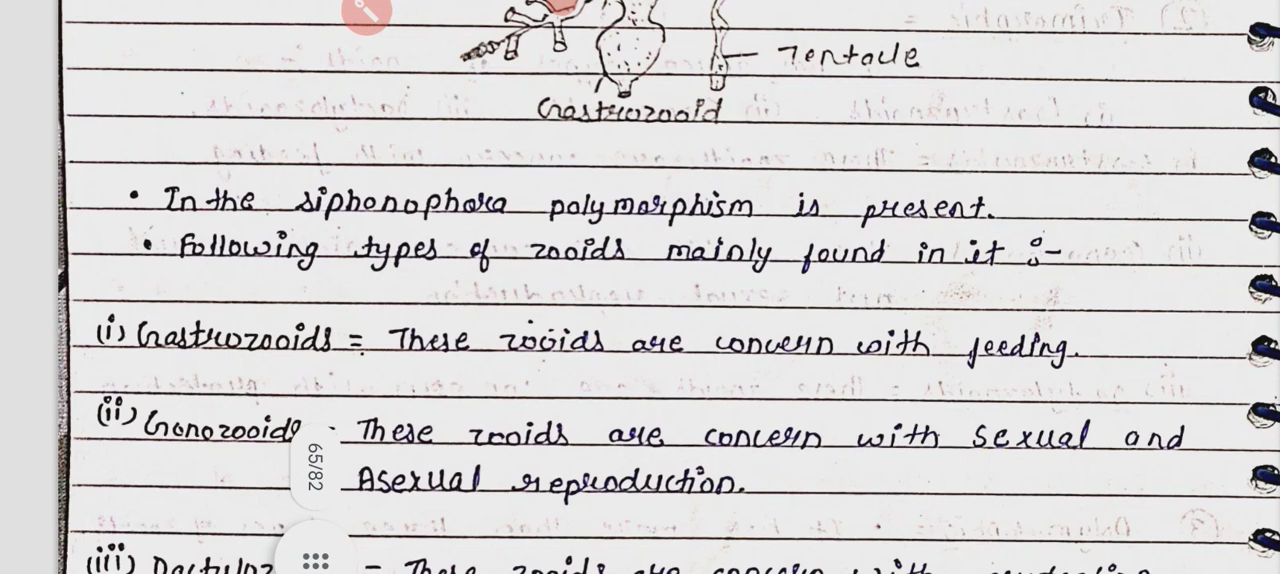 Tentacle
Gastrozooid
• In the siphonophora polymorphism is present.
• Following types of zooids mainly found in it :-
(i) Gastrozooids = These zooids are concern with feeding.
(ii) Gonozooids - These zooids are concern with sexual and
65/82
Asexual reproduction.
(iii) = These zooids are concern with